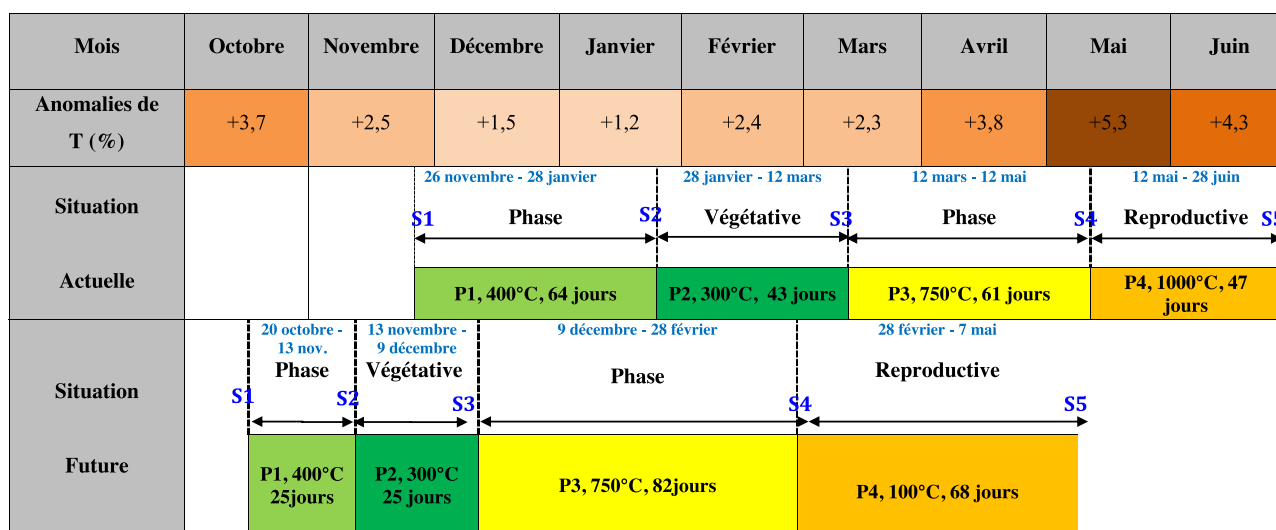 Mois Octobre Novembre Décembre Janvier Février Mars Avril Mai Juin
Anomalies de
T (%)
+3,7 +2,5 +1,5 +1,2 +2,4 +2,3 +3,8 +5,3 +4,3
Situation
Actuelle
26 novembre - 28 janvier 28 janvier - 12 mars 12 mars - 12 mai 12 mai - 28 juin
S1 Phase S2 Végétative S3 Phase S4 Reproductive S5
P1, 400°C, 64 jours P2, 300°C, 43 jours P3, 750°C, 61 jours P4, 1000°C, 47
jours
Situation
Future
20 octobre -
13 nov.
13 novembre -
9 décembre
9 décembre - 28 février 28 février - 7 mai
Phase Végétative Phase Reproductive
S1 S2 S3 S4 S5
P1, 400°C
25jours
P2, 300°C
25 jours
P3, 750°C, 82jours P4, 100°C, 68 jours